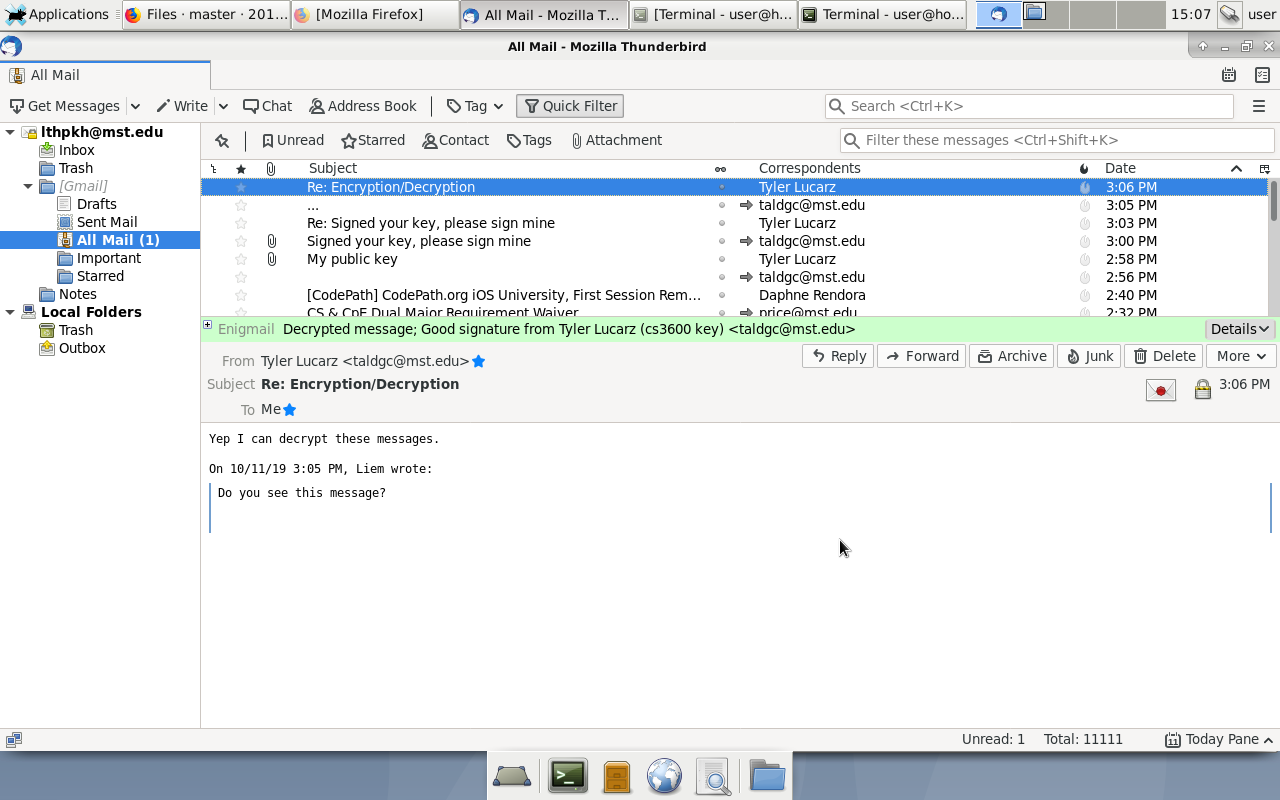 Applications
Files · master · 201...
[Mozilla Firefox]
All Mail - Mozilla T...
[Terminal - user@h...
Terminal - user@ho...
15:07
user
All Mail - Mozilla Thunderbird
All Mail
Get Messages
Write
Chat
Address Book
Tag
Quick Filter
Search <Ctrl+K>
lthpkh@mst.edu
Inbox
Trash
[Gmail]
Drafts
Sent Mail
All Mail (1)
Important
Starred
Notes
Local Folders
Trash
Outbox
Unread
Starred
Contact
Tags
Attachment
Filter these messages <Ctrl+Shift+K>
Subject Correspondents Date
Re: Encryption/Decryption Tyler Lucarz 3:06 PM
... taldgc@mst.edu 3:05 PM
Re: Signed your key, please sign mine Tyler Lucarz 3:03 PM
Signed your key, please sign mine taldgc@mst.edu 3:00 PM
My public key Tyler Lucarz 2:58 PM
taldgc@mst.edu 2:56 PM
[CodePath] CodePath.org iOS University, First Session Rem... Daphne Rendora 2:40 PM
CS & CpE Dual Major Requirement Waiver price@mst.edu 2:32 PM
Enigmail Decrypted message; Good signature from Tyler Lucarz (cs3600 key) <taldgc@mst.edu> Details
From Tyler Lucarz <taldgc@mst.edu>
Reply
Forward
Archive
Junk
Delete
More
Subject Re: Encryption/Decryption 3:06 PM
To Me
Yep I can decrypt these messages.
On 10/11/19 3:05 PM, Liem wrote:
Do you see this message?
Unread: 1 Total: 11111 11 Today Pane